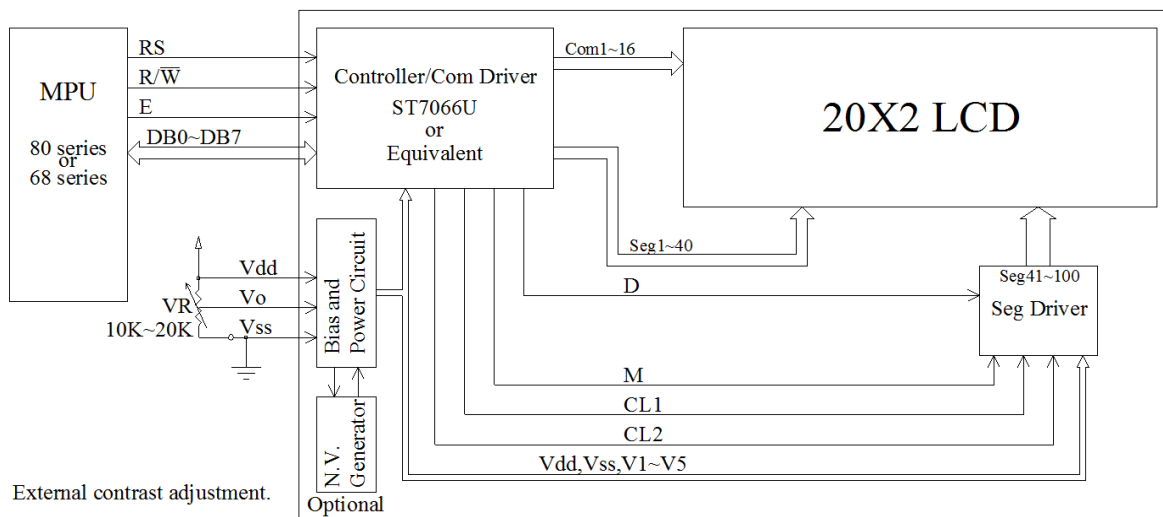 MPU
80 series
or
68 series
RS
R/W̅
E
DB0~DB7
Controller/Com Driver
ST7066U
or
Equivalent
Com1~16
20X2 LCD
Seg1~40
D
Seg41~100
Seg Driver
Vdd
Vo
Vss
VR
10K~20K
Bias and
Power Circuit
M
CL1
CL2
Vdd,Vss,V1~V5
N.V.
Generator
Optional
External contrast adjustment.